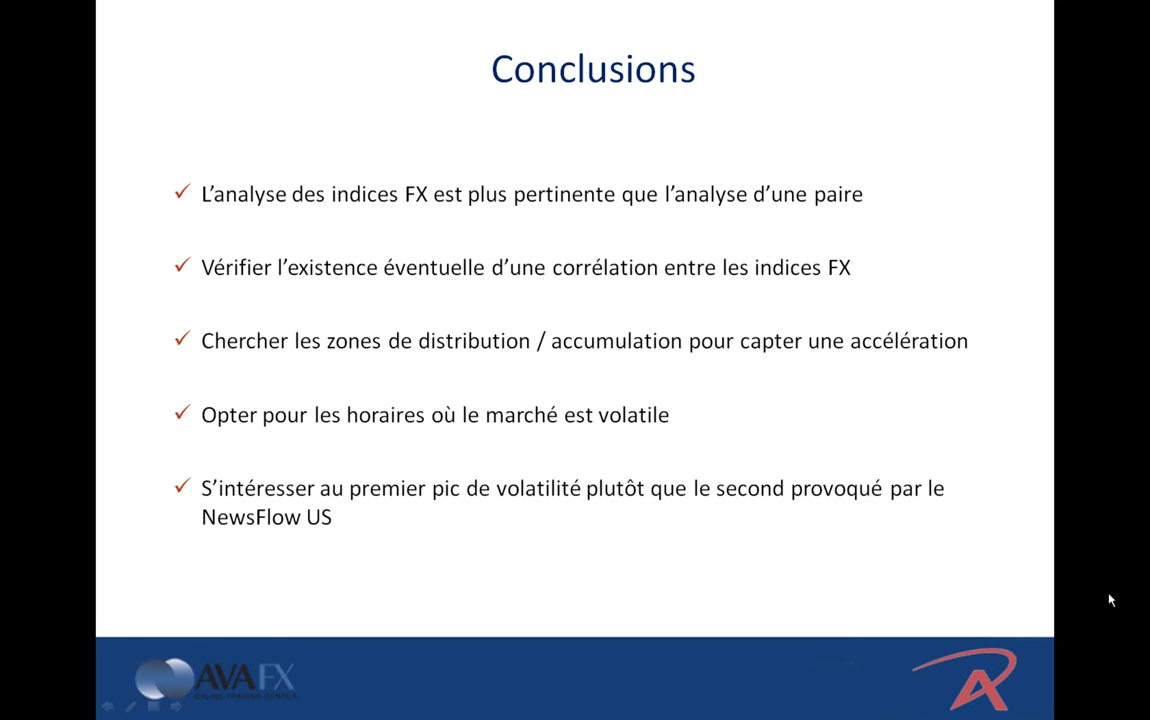 Conclusions
✓ L’analyse des indices FX est plus pertinente que l’analyse d’une paire
✓ Vérifier l’existence éventuelle d’une corrélation entre les indices FX
✓ Chercher les zones de distribution / accumulation pour capter une accélération
✓ Opter pour les horaires où le marché est volatile
✓ S’intéresser au premier pic de volatilité plutôt que le second provoqué par le
NewsFlow US
AVAFX
ONLINE TRADING CENTER